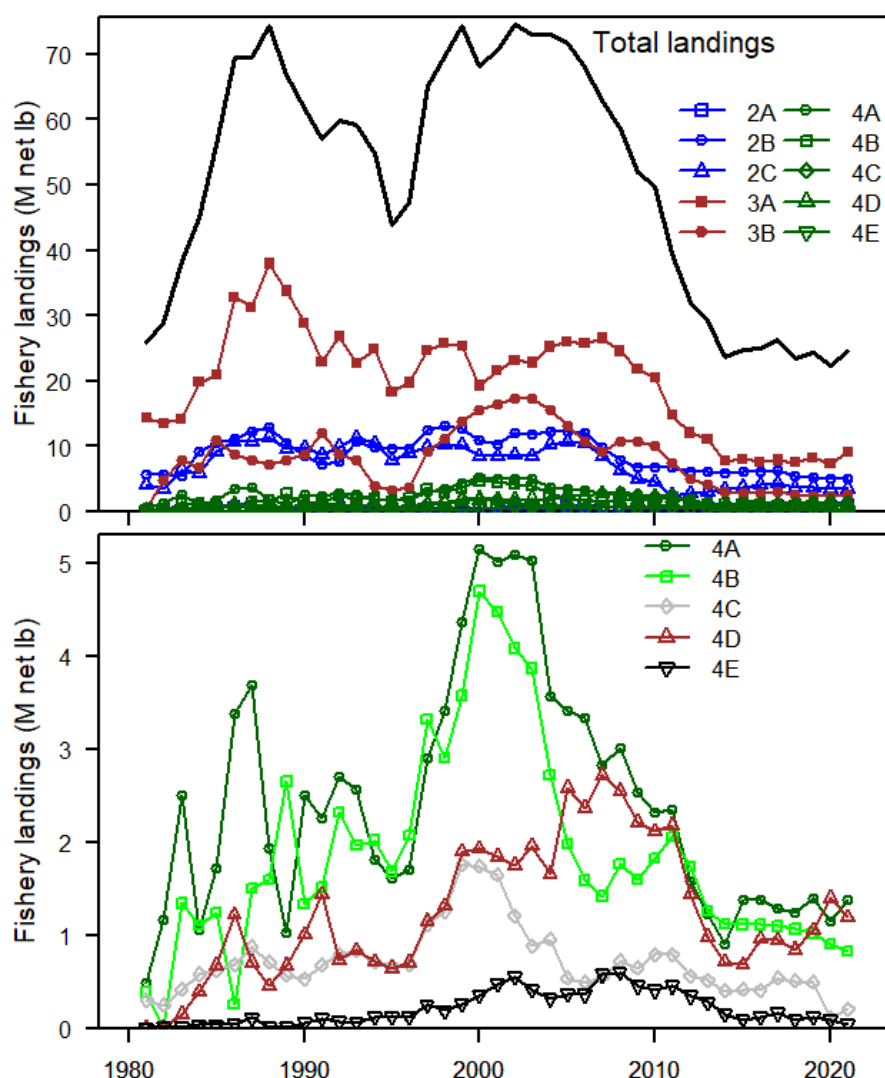 Total landings
Fishery landings (M net lb)
70
60
50
40
30
20
10
0
2A 4A
2B 4B
2C 4C
3A 4D
3B 4E
Fishery landings (M net lb)
5
4
3
2
1
0
4A
4B
4C
4D
4E
1980 1990 2000 2010 2020